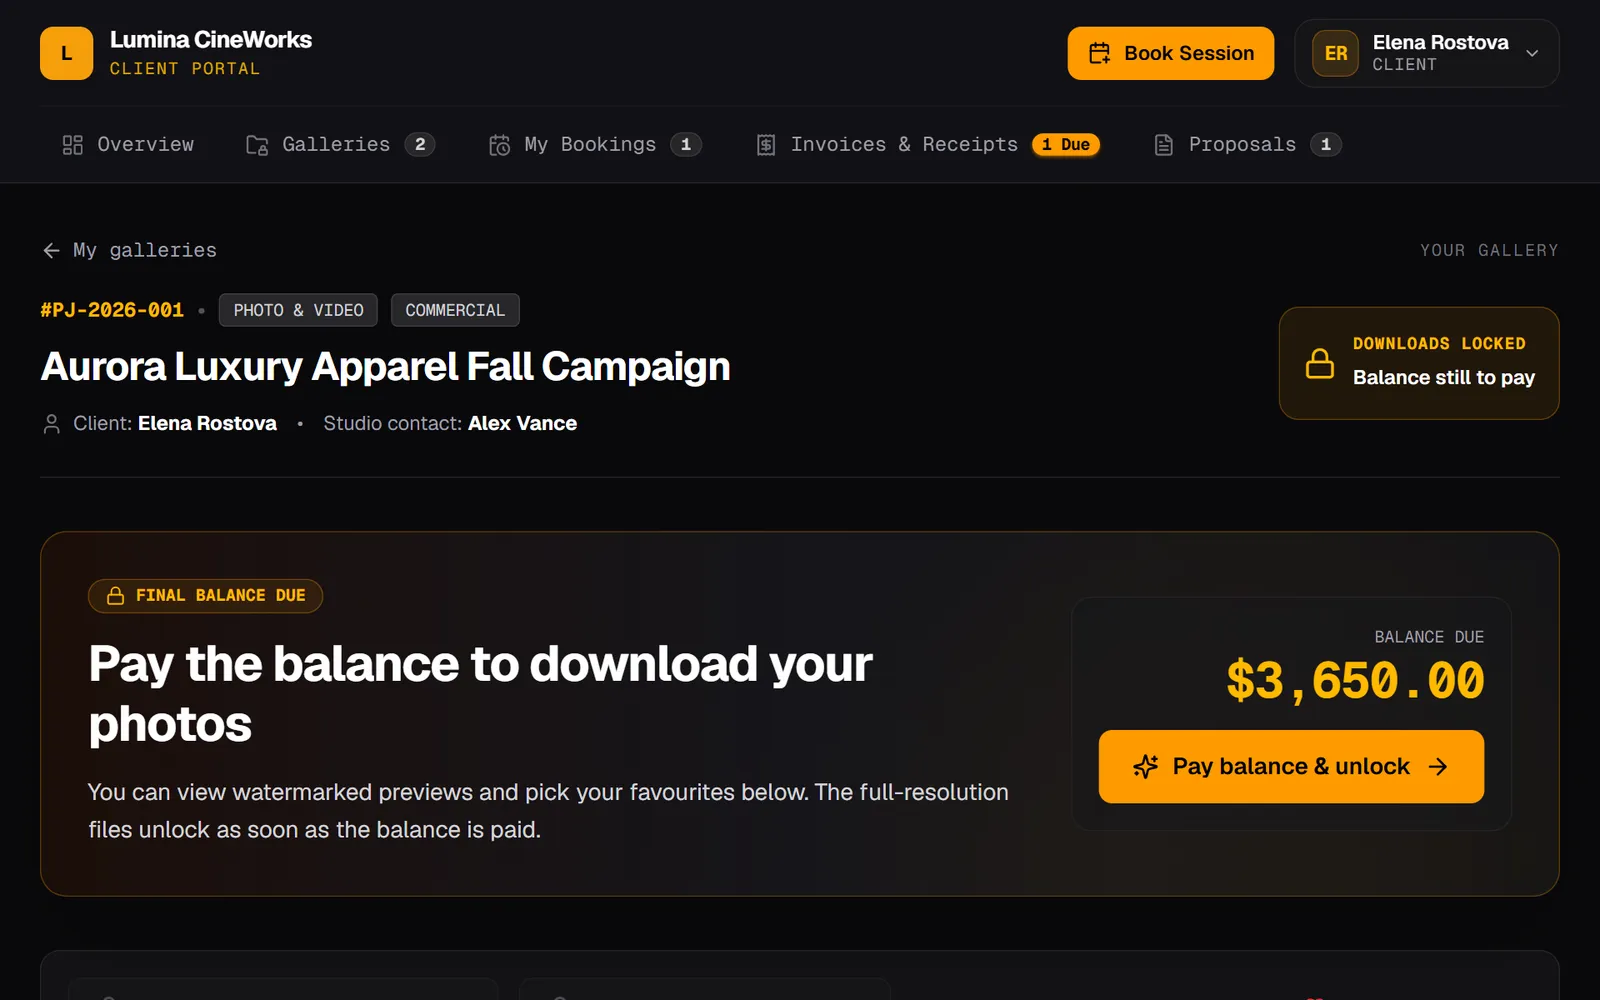 L
Lumina CineWorks
CLIENT PORTAL
Book Session
ER
Elena Rostova
CLIENT
Overview
Galleries 2
My Bookings 1
Invoices & Receipts 1 Due
Proposals 1
My galleries
YOUR GALLERY
#PJ-2026-001 • PHOTO & VIDEO COMMERCIAL
Aurora Luxury Apparel Fall Campaign
Client: Elena Rostova • Studio contact: Alex Vance
DOWNLOADS LOCKED
Balance still to pay
FINAL BALANCE DUE
Pay the balance to download your
photos
You can view watermarked previews and pick your favourites below. The full-resolution
files unlock as soon as the balance is paid.
BALANCE DUE
$3,650.00
Pay balance & unlock